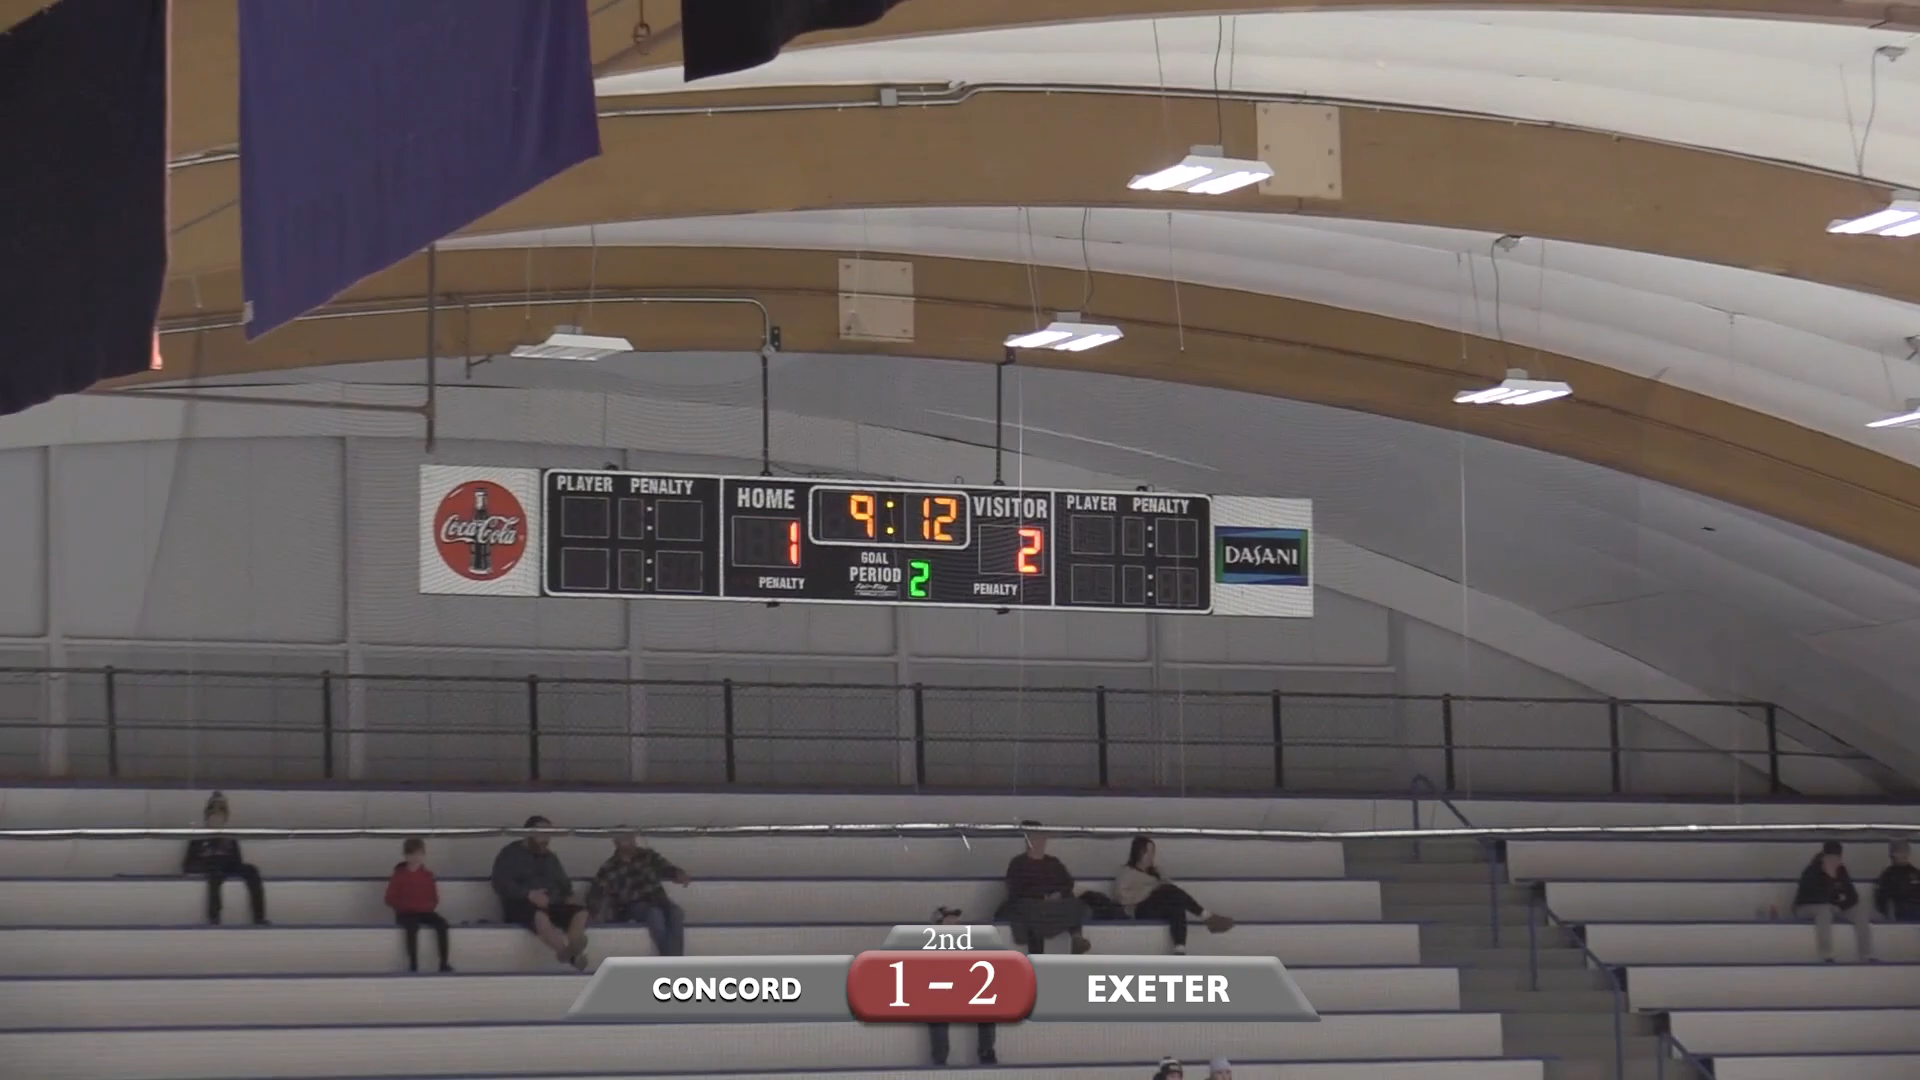 Coca-Cola
PLAYER PENALTY
HOME
9:12
VISITOR
PLAYER PENALTY
1
2
GOAL
PERIOD 2
PENALTY
PENALTY
DASANI
2nd
CONCORD 1-2 EXETER